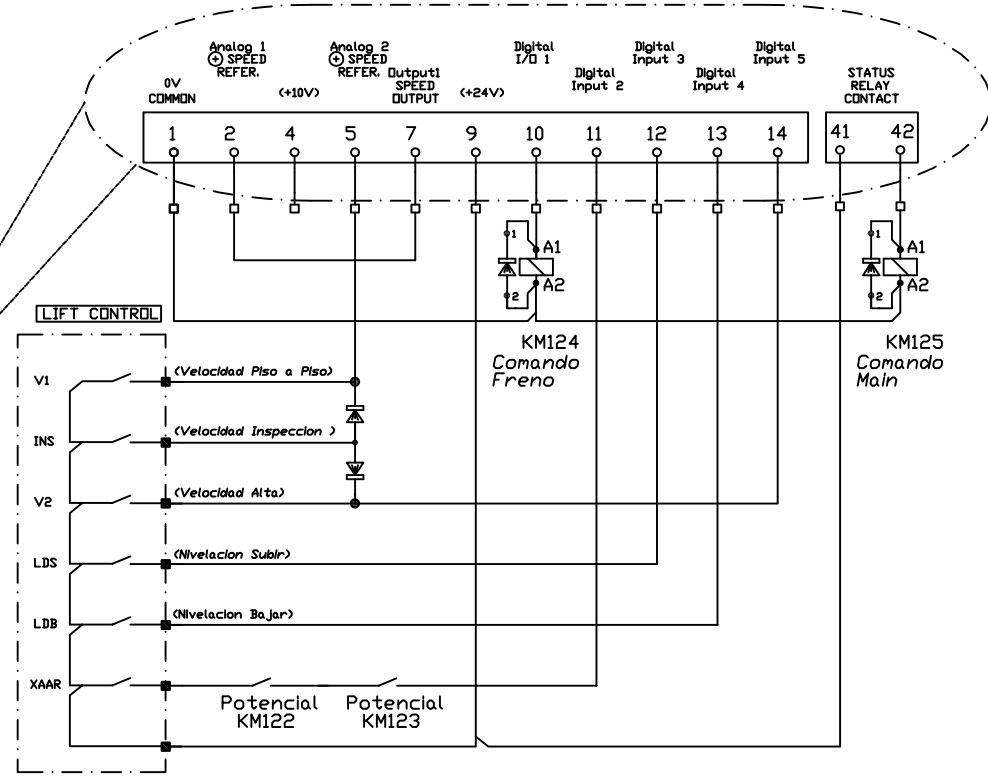 Analog 1
⊕ SPEED
REFER.
Analog 2
⊕ SPEED
REFER.
Digital
I/O 1
Digital
Input 3
Digital
Input 5
0V
COMMON
(+10V)
Output1
SPEED
OUTPUT
(+24V)
Digital
Input 2
Digital
Input 4
STATUS
RELAY
CONTACT
1 2 4 5 7 9 10 11 12 13 14 41 42
1 A1
2 A2
1 A1
2 A2
LIFT CONTROL
KM124
Comando
Freno
KM125
Comando
Main
V1 (Velocidad Piso a Piso)
INS (Velocidad Inspeccion )
V2 (Velocidad Alta)
LDS (Nivelacion Subir)
LDB (Nivelacion Bajar)
XAAR
Potencial
KM122
Potencial
KM123